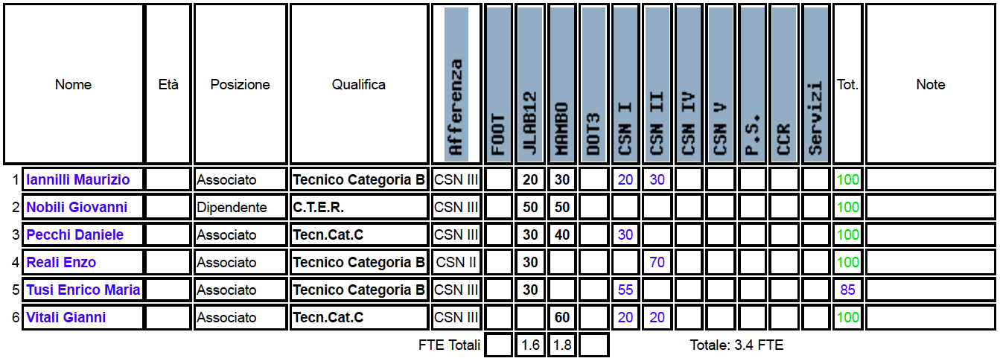 Nome Età Posizione Qualifica Afferenza FOOT JLAB12 MAMBO DOT3 CSN I CSN II CSN IV CSN V P.S. CCR Servizi Tot. Note
1 Iannilli Maurizio Associato Tecnico Categoria B CSN III 20 30 20 30 100
2 Nobili Giovanni Dipendente C.T.E.R. CSN III 50 50 100
3 Pecchi Daniele Associato Tecn.Cat.C CSN III 30 40 30 100
4 Reali Enzo Associato Tecnico Categoria B CSN II 30 70 100
5 Tusi Enrico Maria Associato Tecnico Categoria B CSN III 30 55 85
6 Vitali Gianni Associato Tecn.Cat.C CSN III 60 20 20 100
FTE Totali 1.6 1.8 Totale: 3.4 FTE